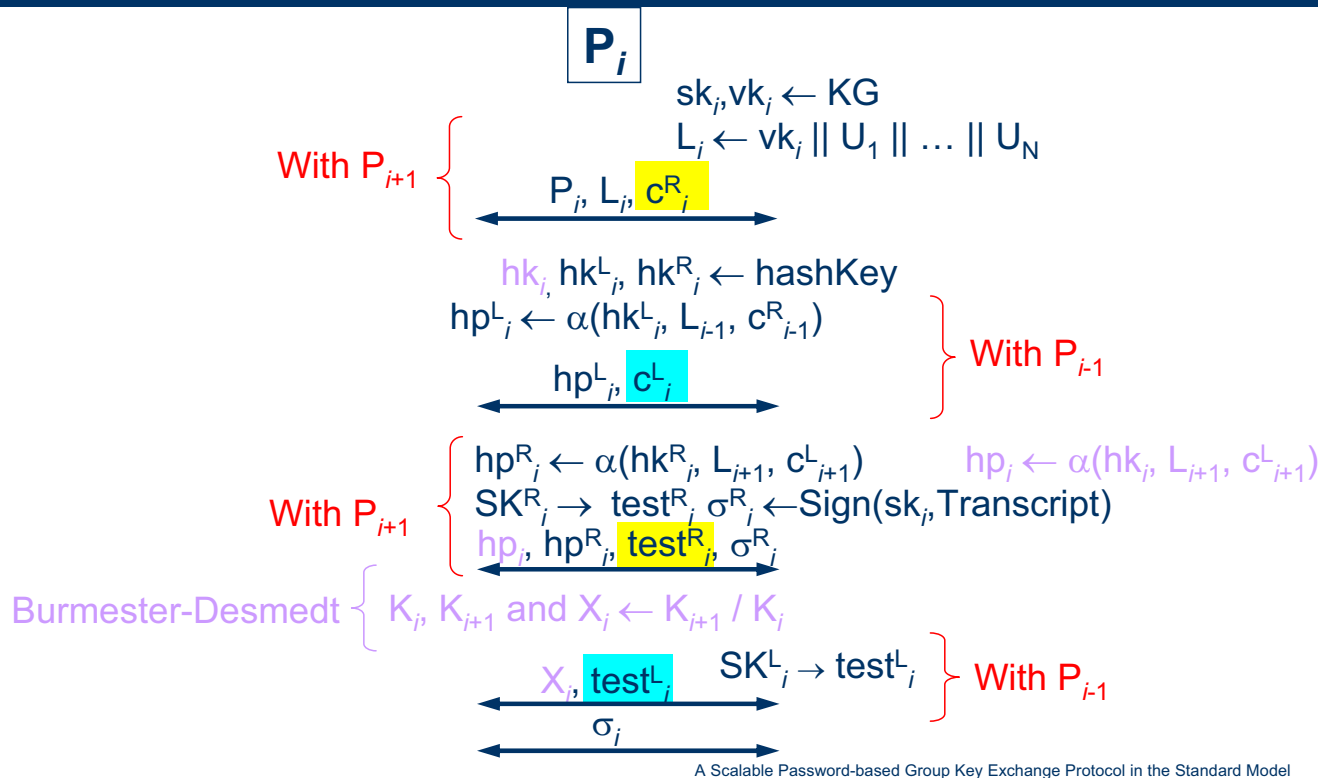 Pᵢ
skᵢ,vkᵢ ← KG
Lᵢ ← vkᵢ || U₁ || … || U_N
With Pᵢ₊₁
Pᵢ, Lᵢ, cᴿᵢ
hkᵢ, hkᴸᵢ, hkᴿᵢ ← hashKey
hpᴸᵢ ← α(hkᴸᵢ, Lᵢ₋₁, cᴿᵢ₋₁)
With Pᵢ₋₁
hpᴸᵢ, cᴸᵢ
hpᴿᵢ ← α(hkᴿᵢ, Lᵢ₊₁, cᴸᵢ₊₁) hpᵢ ← α(hkᵢ, Lᵢ₊₁, cᴸᵢ₊₁)
With Pᵢ₊₁
SKᴿᵢ → testᴿᵢ σᴿᵢ ←Sign(skᵢ,Transcript)
hpᵢ, hpᴿᵢ, testᴿᵢ, σᴿᵢ
Burmester-Desmedt Kᵢ, Kᵢ₊₁ and Xᵢ ← Kᵢ₊₁ / Kᵢ
Xᵢ, testᴸᵢ SKᴸᵢ → testᴸᵢ With Pᵢ₋₁
σᵢ
A Scalable Password-based Group Key Exchange Protocol in the Standard Model